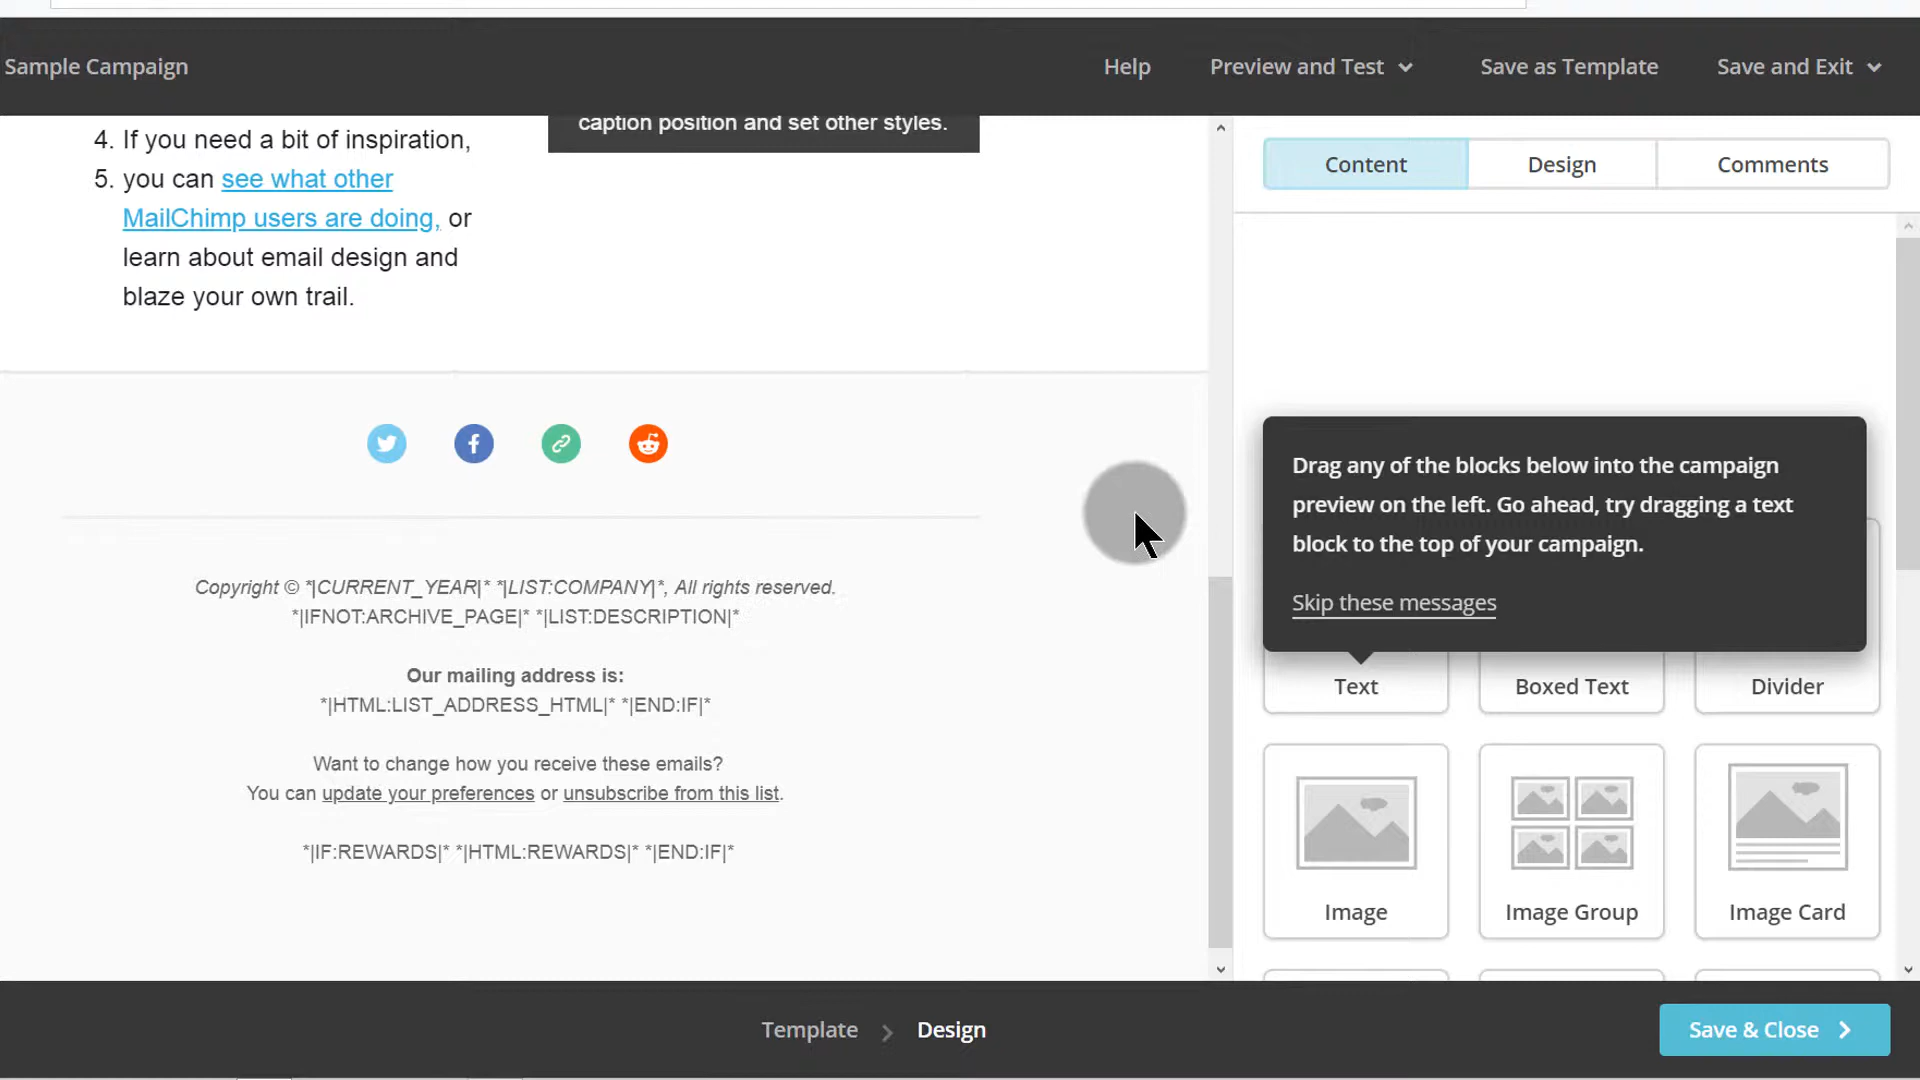 Sample Campaign
Help
Preview and Test
Save as Template
Save and Exit
caption position and set other styles.
4. If you need a bit of inspiration,
5. you can see what other
MailChimp users are doing, or
learn about email design and
blaze your own trail.
Copyright © *|CURRENT_YEAR|* *|LIST:COMPANY|*, All rights reserved.
*|IFNOT:ARCHIVE_PAGE|* *|LIST:DESCRIPTION|*
Our mailing address is:
*|HTML:LIST_ADDRESS_HTML|* *|END:IF|*
Want to change how you receive these emails?
You can update your preferences or unsubscribe from this list.
*|IF:REWARDS|* *|HTML:REWARDS|* *|END:IF|*
Content
Design
Comments
Drag any of the blocks below into the campaign
preview on the left. Go ahead, try dragging a text
block to the top of your campaign.
Skip these messages
Text
Boxed Text
Divider
Image
Image Group
Image Card
Template
Design
Save & Close